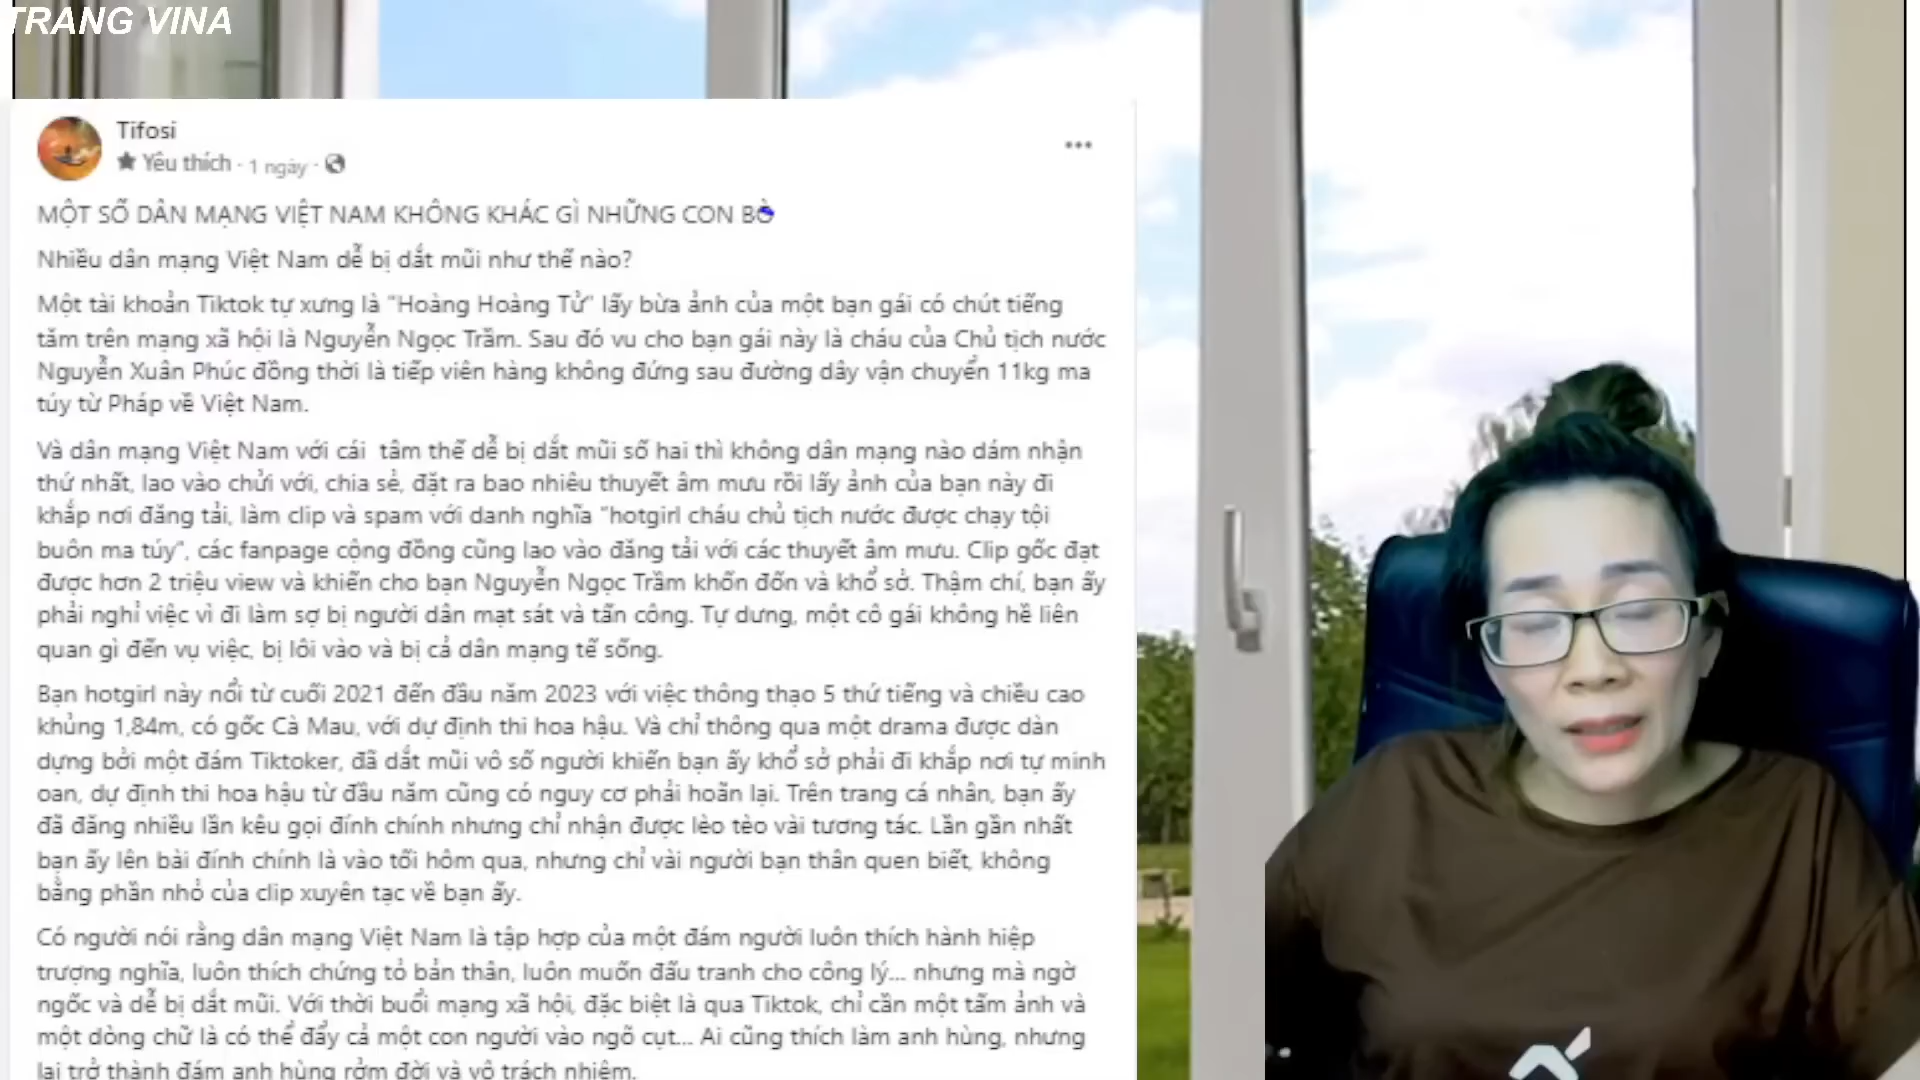 TRANG VINA
Tifosi
Yêu thích · 1 ngày ·
MỘT SỐ DÂN MẠNG VIỆT NAM KHÔNG KHÁC GÌ NHỮNG CON BÒ
Nhiều dân mạng Việt Nam dễ bị dắt mũi như thế nào?
Một tài khoản Tiktok tự xưng là "Hoàng Hoàng Tử" lấy bừa ảnh của một bạn gái có chút tiếng
tăm trên mạng xã hội là Nguyễn Ngọc Trầm. Sau đó vu cho bạn gái này là cháu của Chủ tịch nước
Nguyễn Xuân Phúc đồng thời là tiếp viên hàng không đứng sau đường dây vận chuyển 11kg ma
túy từ Pháp về Việt Nam.
Và dân mạng Việt Nam với cái tâm thế dễ bị dắt mũi số hai thì không dân mạng nào dám nhận
thứ nhất, lao vào chửi với, chia sẻ, đặt ra bao nhiêu thuyết âm mưu rồi lấy ảnh của bạn này đi
khắp nơi đăng tải, làm clip và spam với danh nghĩa "hotgirl cháu chủ tịch nước được chạy tội
buôn ma túy", các fanpage cộng đồng cũng lao vào đăng tải với các thuyết âm mưu. Clip gốc đạt
được hơn 2 triệu view và khiến cho bạn Nguyễn Ngọc Trầm khốn đốn và khổ sở. Thậm chí, bạn ấy
phải nghỉ việc vì đi làm sợ bị người dân mạt sát và tấn công. Tự dưng, một cô gái không hề liên
quan gì đến vụ việc, bị lôi vào và bị cả dân mạng tế sống.
Bạn hotgirl này nổi từ cuối 2021 đến đầu năm 2023 với việc thông thạo 5 thứ tiếng và chiều cao
khủng 1,84m, có gốc Cà Mau, với dự định thi hoa hậu. Và chỉ thông qua một drama được dàn
dựng bởi một đám Tiktoker, đã dắt mũi vô số người khiến bạn ấy khổ sở phải đi khắp nơi tự minh
oan, dự định thi hoa hậu từ đầu năm cũng có nguy cơ phải hoãn lại. Trên trang cá nhân, bạn ấy
đã đăng nhiều lần kêu gọi đính chính nhưng chỉ nhận được lèo tèo vài tương tác. Lần gần nhất
bạn ấy lên bài đính chính là vào tối hôm qua, nhưng chỉ vài người bạn thân quen biết, không
bằng phần nhỏ của clip xuyên tạc về bạn ấy.
Có người nói rằng dân mạng Việt Nam là tập hợp của một đám người luôn thích hành hiệp
trượng nghĩa, luôn thích chứng tỏ bản thân, luôn muốn đấu tranh cho công lý... nhưng mà ngờ
ngốc và dễ bị dắt mũi. Với thời buổi mạng xã hội, đặc biệt là qua Tiktok, chỉ cần một tấm ảnh và
một dòng chữ là có thể đẩy cả một con người vào ngõ cụt... Ai cũng thích làm anh hùng, nhưng
lại trở thành đám anh hùng rởm đời và vô trách nhiệm.